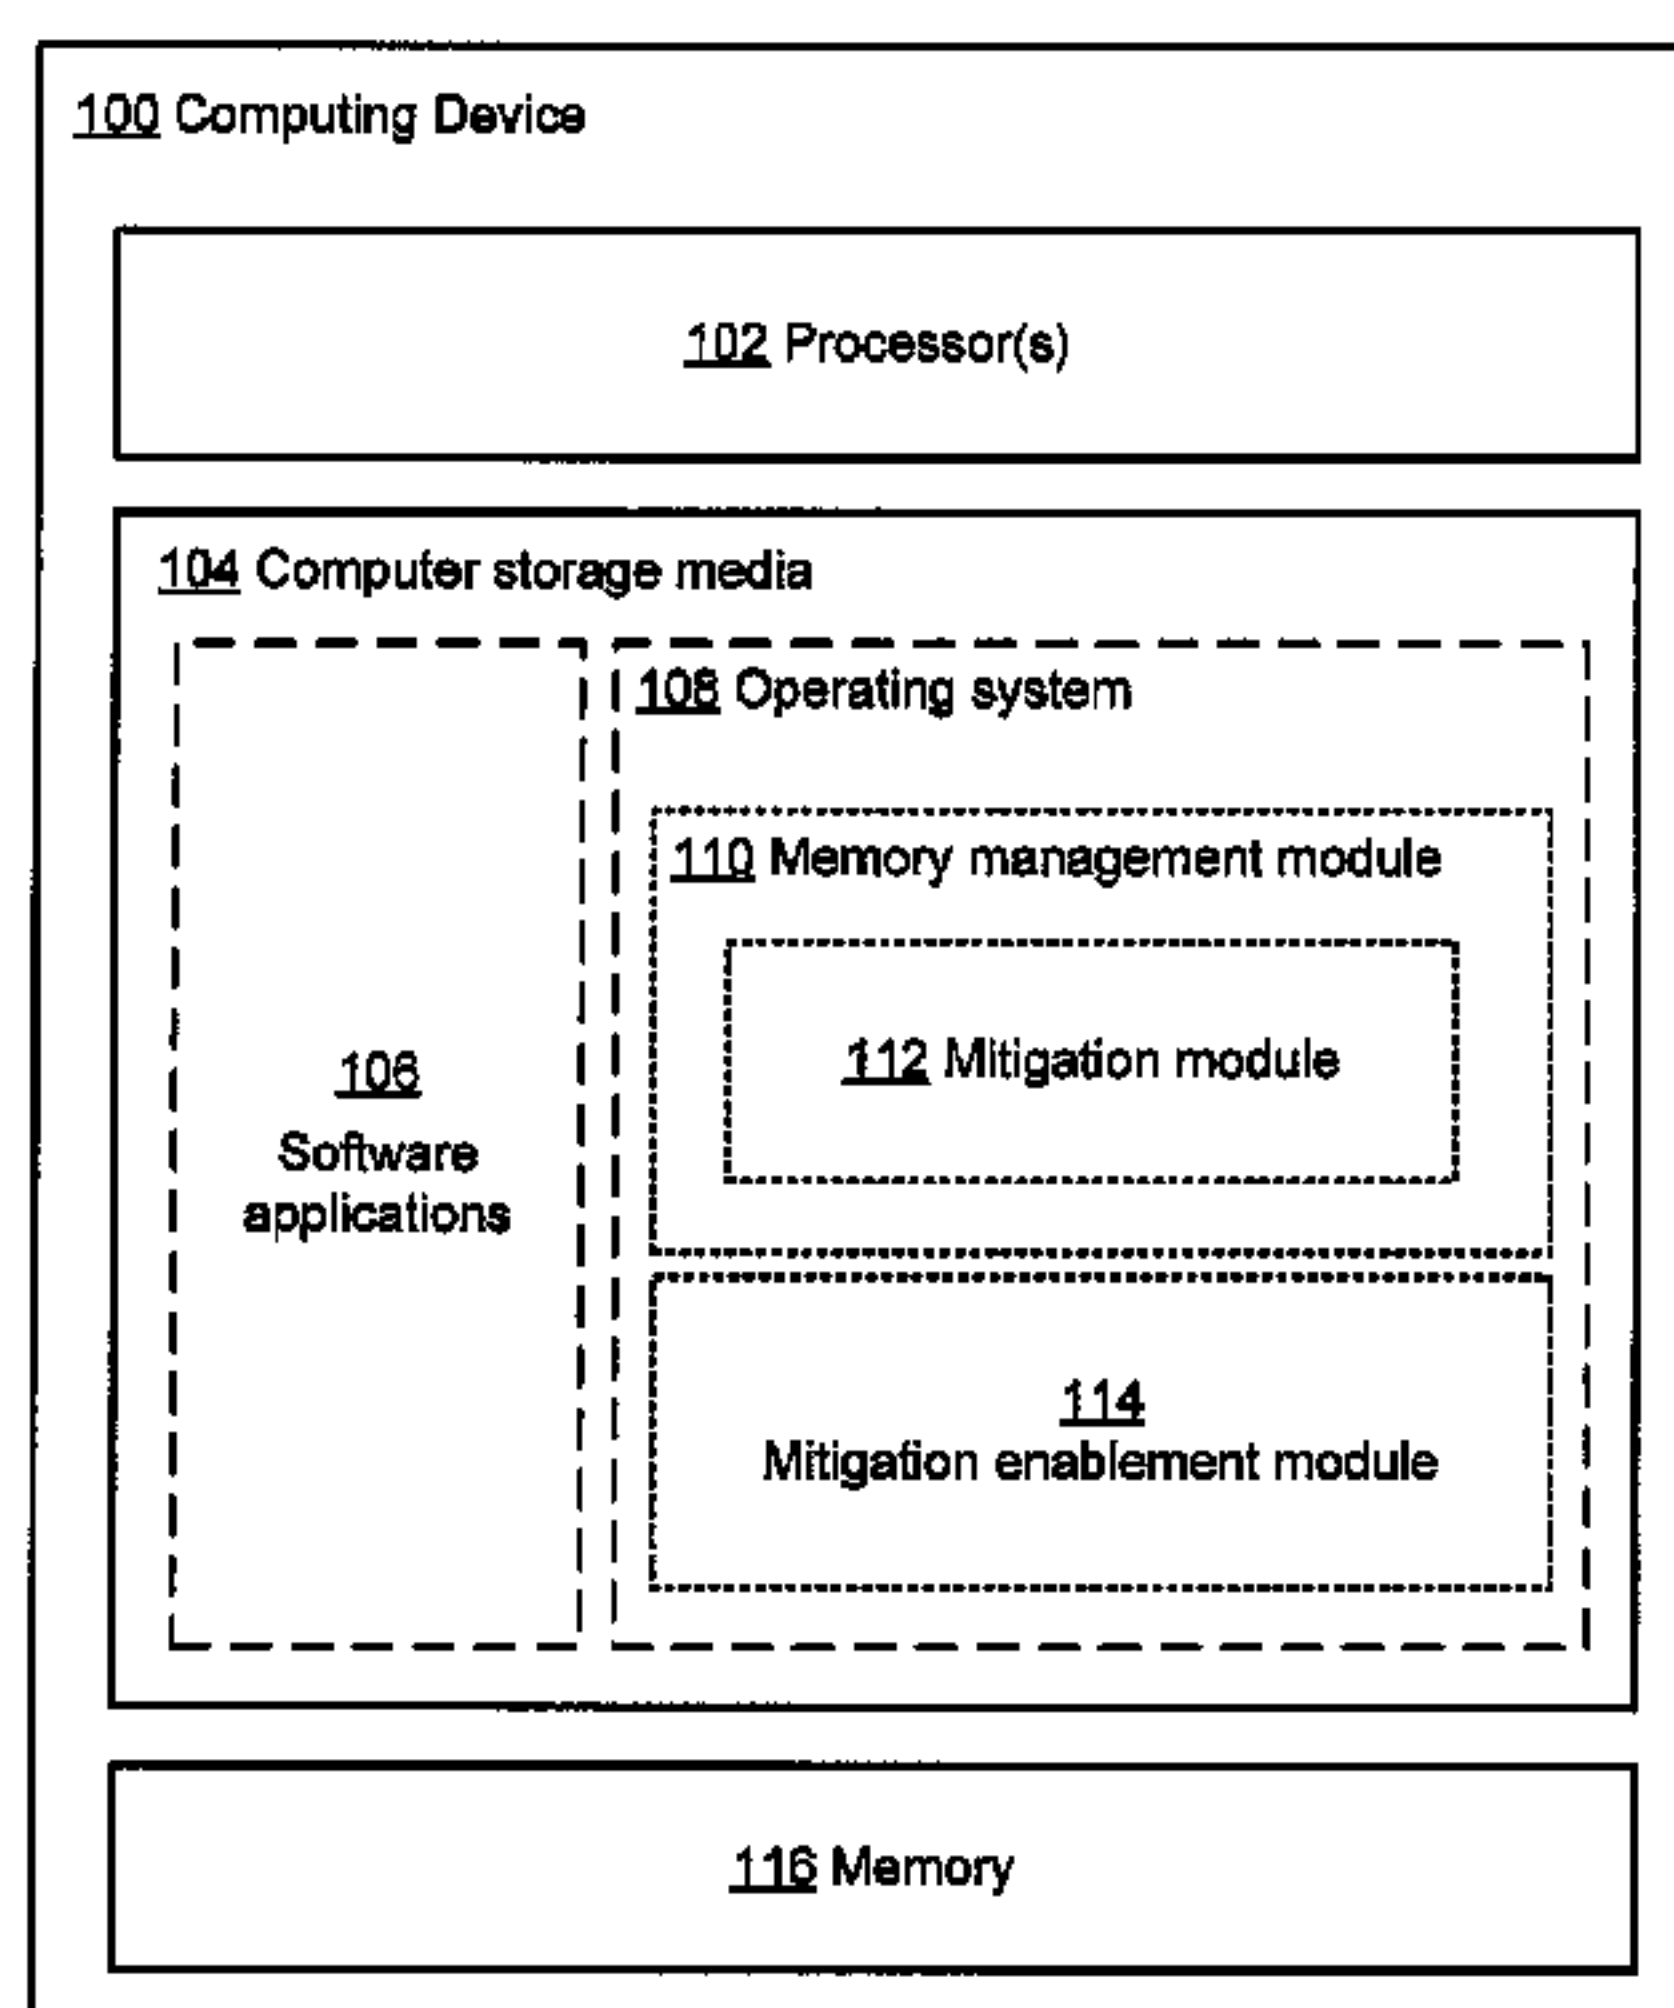 100 Computing Device
102 Processor(s)
104 Computer storage media
108 Operating system
110 Memory management module
112 Mitigation module
106
Software
applications
114
Mitigation enablement module
116 Memory